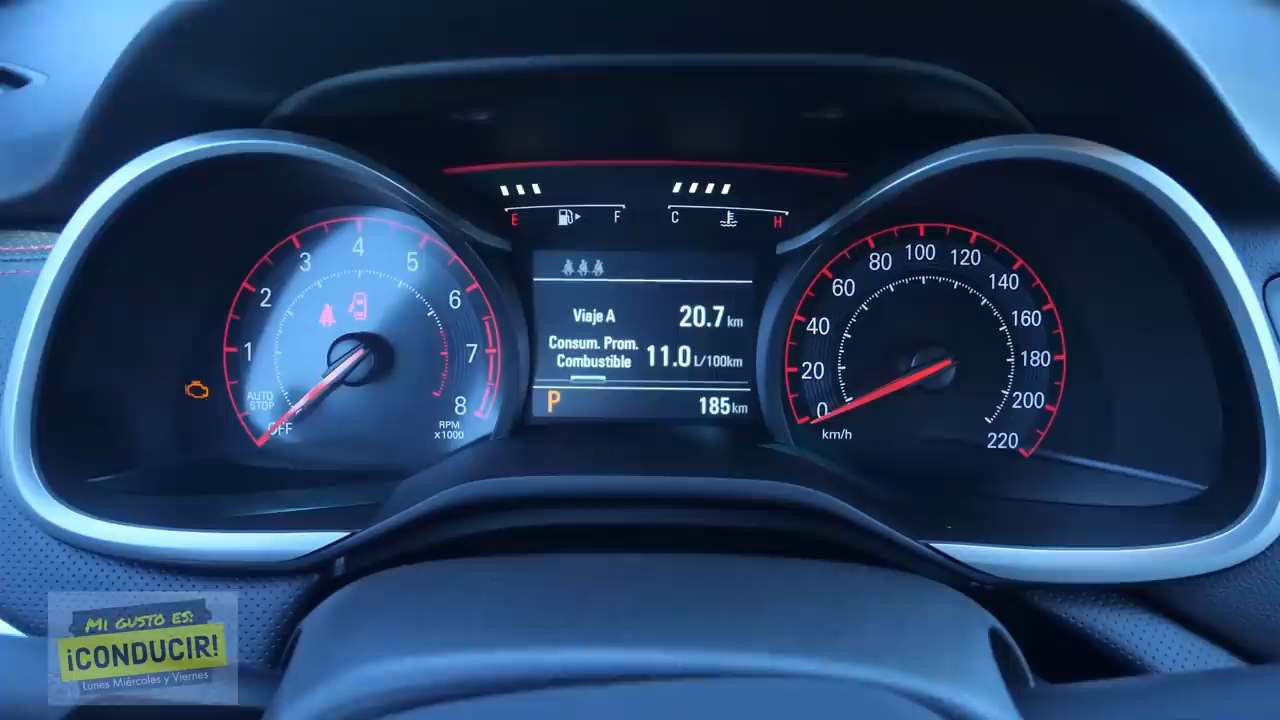 E F
C H
1
2
3
4
5
6
7
8
AUTO
STOP
OFF
RPM
x1000
Viaje A 20.7 km
Consum. Prom.
Combustible 11.0 L/100km
P 185 km
0
20
40
60
80
100
120
140
160
180
200
220
km/h
MI GUSTO ES:
¡CONDUCIR!
Lunes Miércoles y Viernes